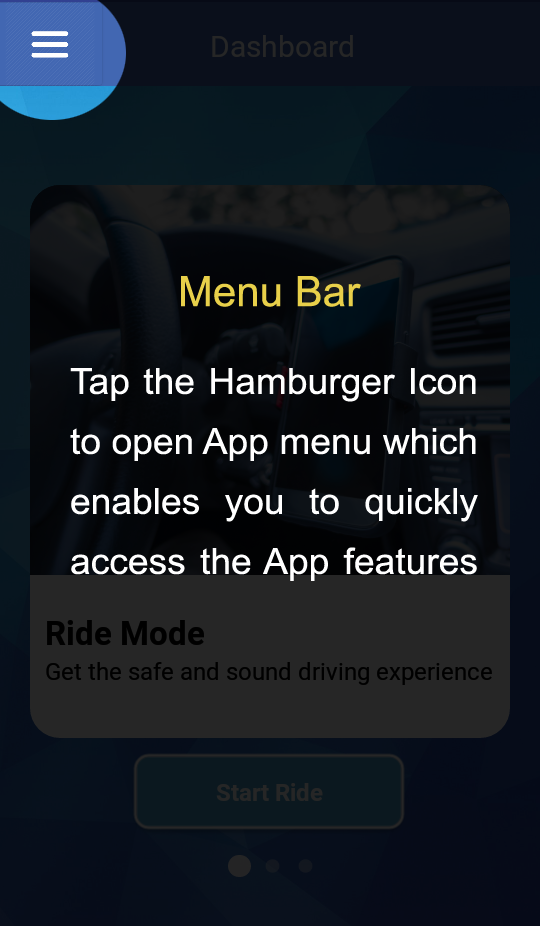 Dashboard
Menu Bar
Tap the Hamburger Icon
to open App menu which
enables you to quickly
access the App features
Ride Mode
Get the safe and sound driving experience
Start Ride